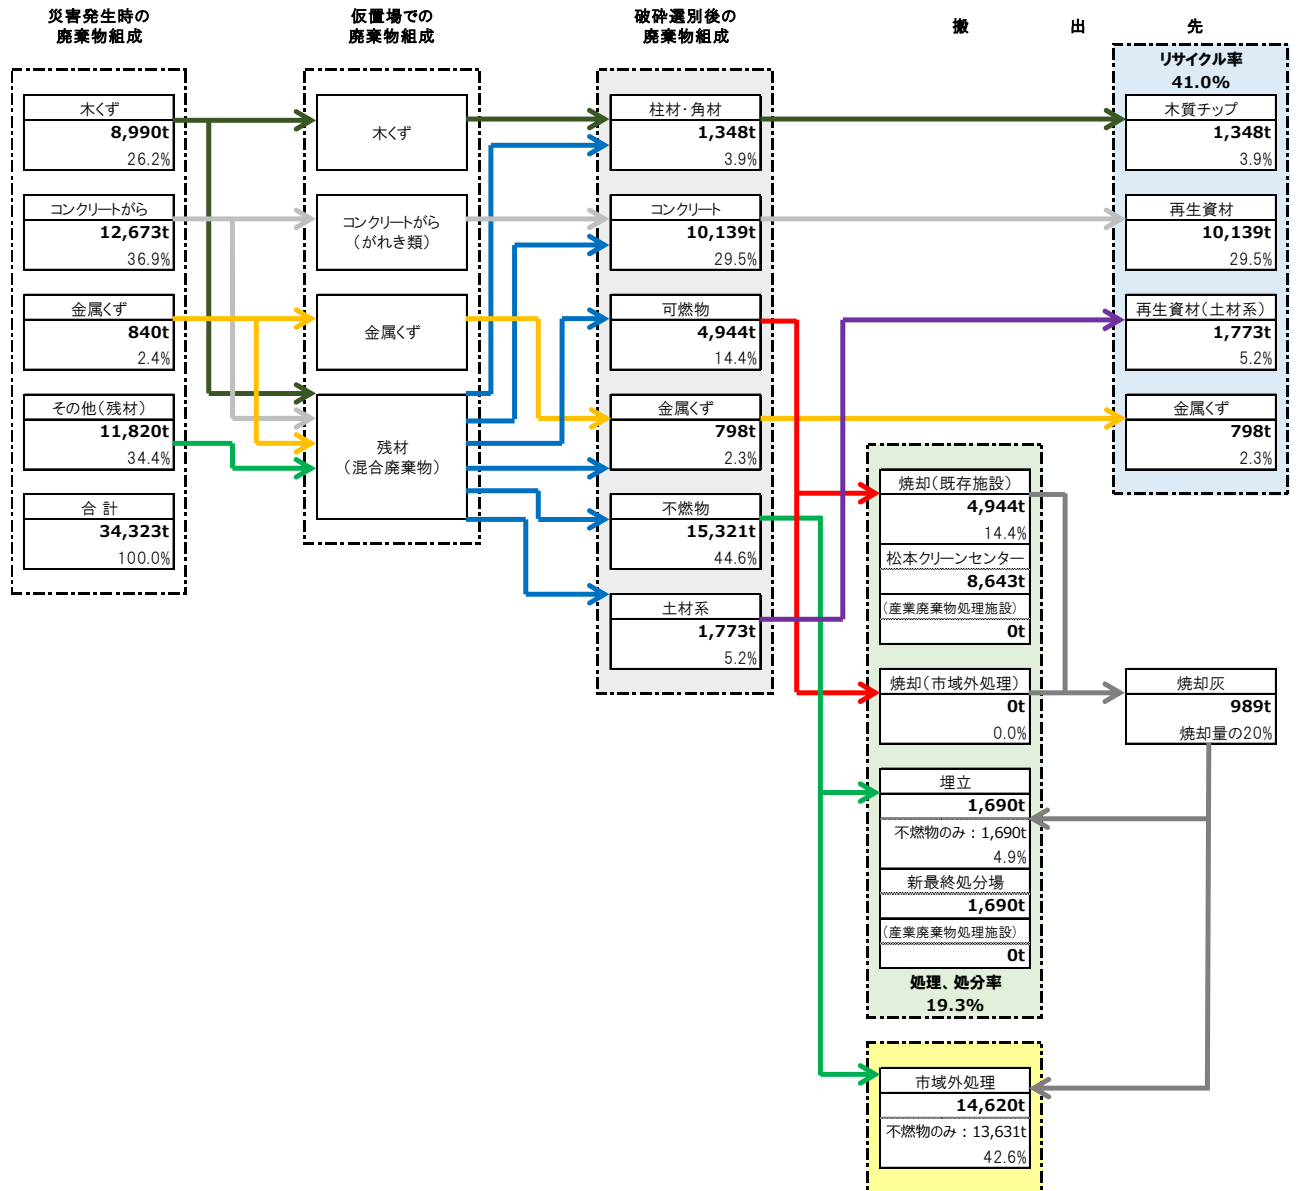 災害発生時の
廃棄物組成
木くず
8,990t
26.2%
コンクリートがら
12,673t
36.9%
金属くず
840t
2.4%
その他(残材)
11,820t
34.4%
合 計
34,323t
100.0%
仮置場での
廃棄物組成
木くず
コンクリートがら
(がれき類)
金属くず
残材
(混合廃棄物)
破砕選別後の
廃棄物組成
柱材・角材
1,348t
3.9%
コンクリート
10,139t
29.5%
可燃物
4,944t
14.4%
金属くず
798t
2.3%
不燃物
15,321t
44.6%
土材系
1,773t
5.2%
搬 出 先
リサイクル率
41.0%
木質チップ
1,348t
3.9%
再生資材
10,139t
29.5%
再生資材(土材系)
1,773t
5.2%
金属くず
798t
2.3%
焼却(既存施設)
4,944t
14.4%
松本クリーンセンター
8,643t
(産業廃棄物処理施設)
0t
焼却(市域外処理)
0t
0.0%
焼却灰
989t
焼却量の20%
埋立
1,690t
不燃物のみ:1,690t
4.9%
新最終処分場
1,690t
(産業廃棄物処理施設)
0t
処理、処分率
19.3%
市域外処理
14,620t
不燃物のみ:13,631t
42.6%